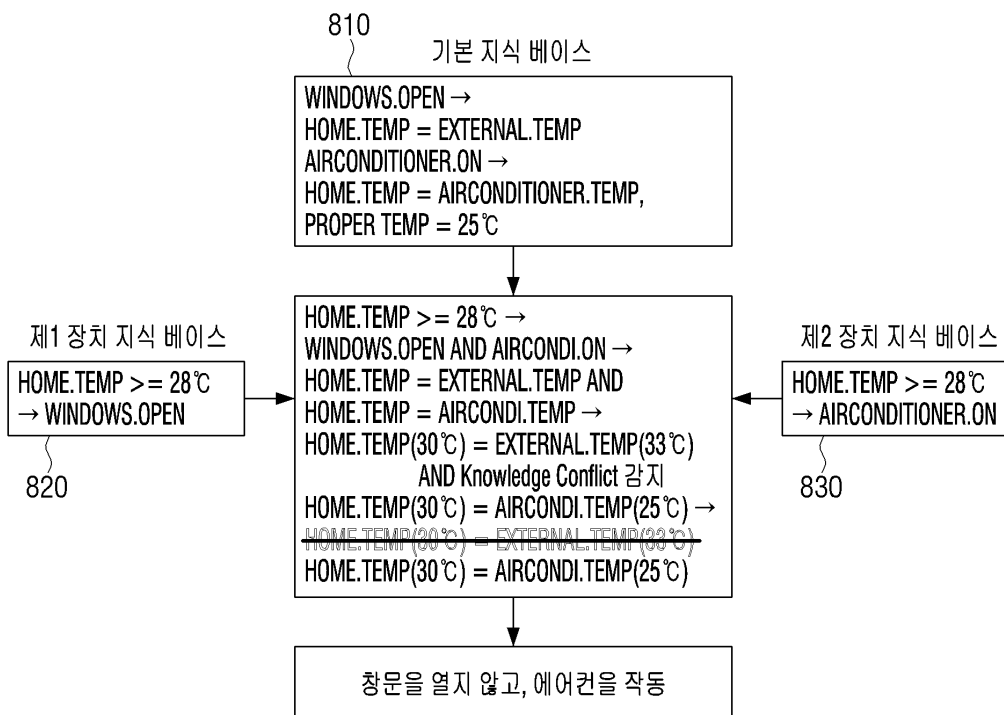 810
기본 지식 베이스
WINDOWS.OPEN →
HOME.TEMP = EXTERNAL.TEMP
AIRCONDITIONER.ON →
HOME.TEMP = AIRCONDITIONER.TEMP,
PROPER TEMP = 25℃
제1 장치 지식 베이스
HOME.TEMP >= 28℃
→ WINDOWS.OPEN
820
HOME.TEMP >= 28℃ →
WINDOWS.OPEN AND AIRCONDI.ON →
HOME.TEMP = EXTERNAL.TEMP AND
HOME.TEMP = AIRCONDI.TEMP →
HOME.TEMP(30℃) = EXTERNAL.TEMP(33℃)
AND Knowledge Conflict 감지
HOME.TEMP(30℃) = AIRCONDI.TEMP(25℃) →
HOME.TEMP(30℃) = EXTERNAL.TEMP(33℃)
HOME.TEMP(30℃) = AIRCONDI.TEMP(25℃)
제2 장치 지식 베이스
HOME.TEMP >= 28℃
→ AIRCONDITIONER.ON
830
창문을 열지 않고, 에어컨을 작동